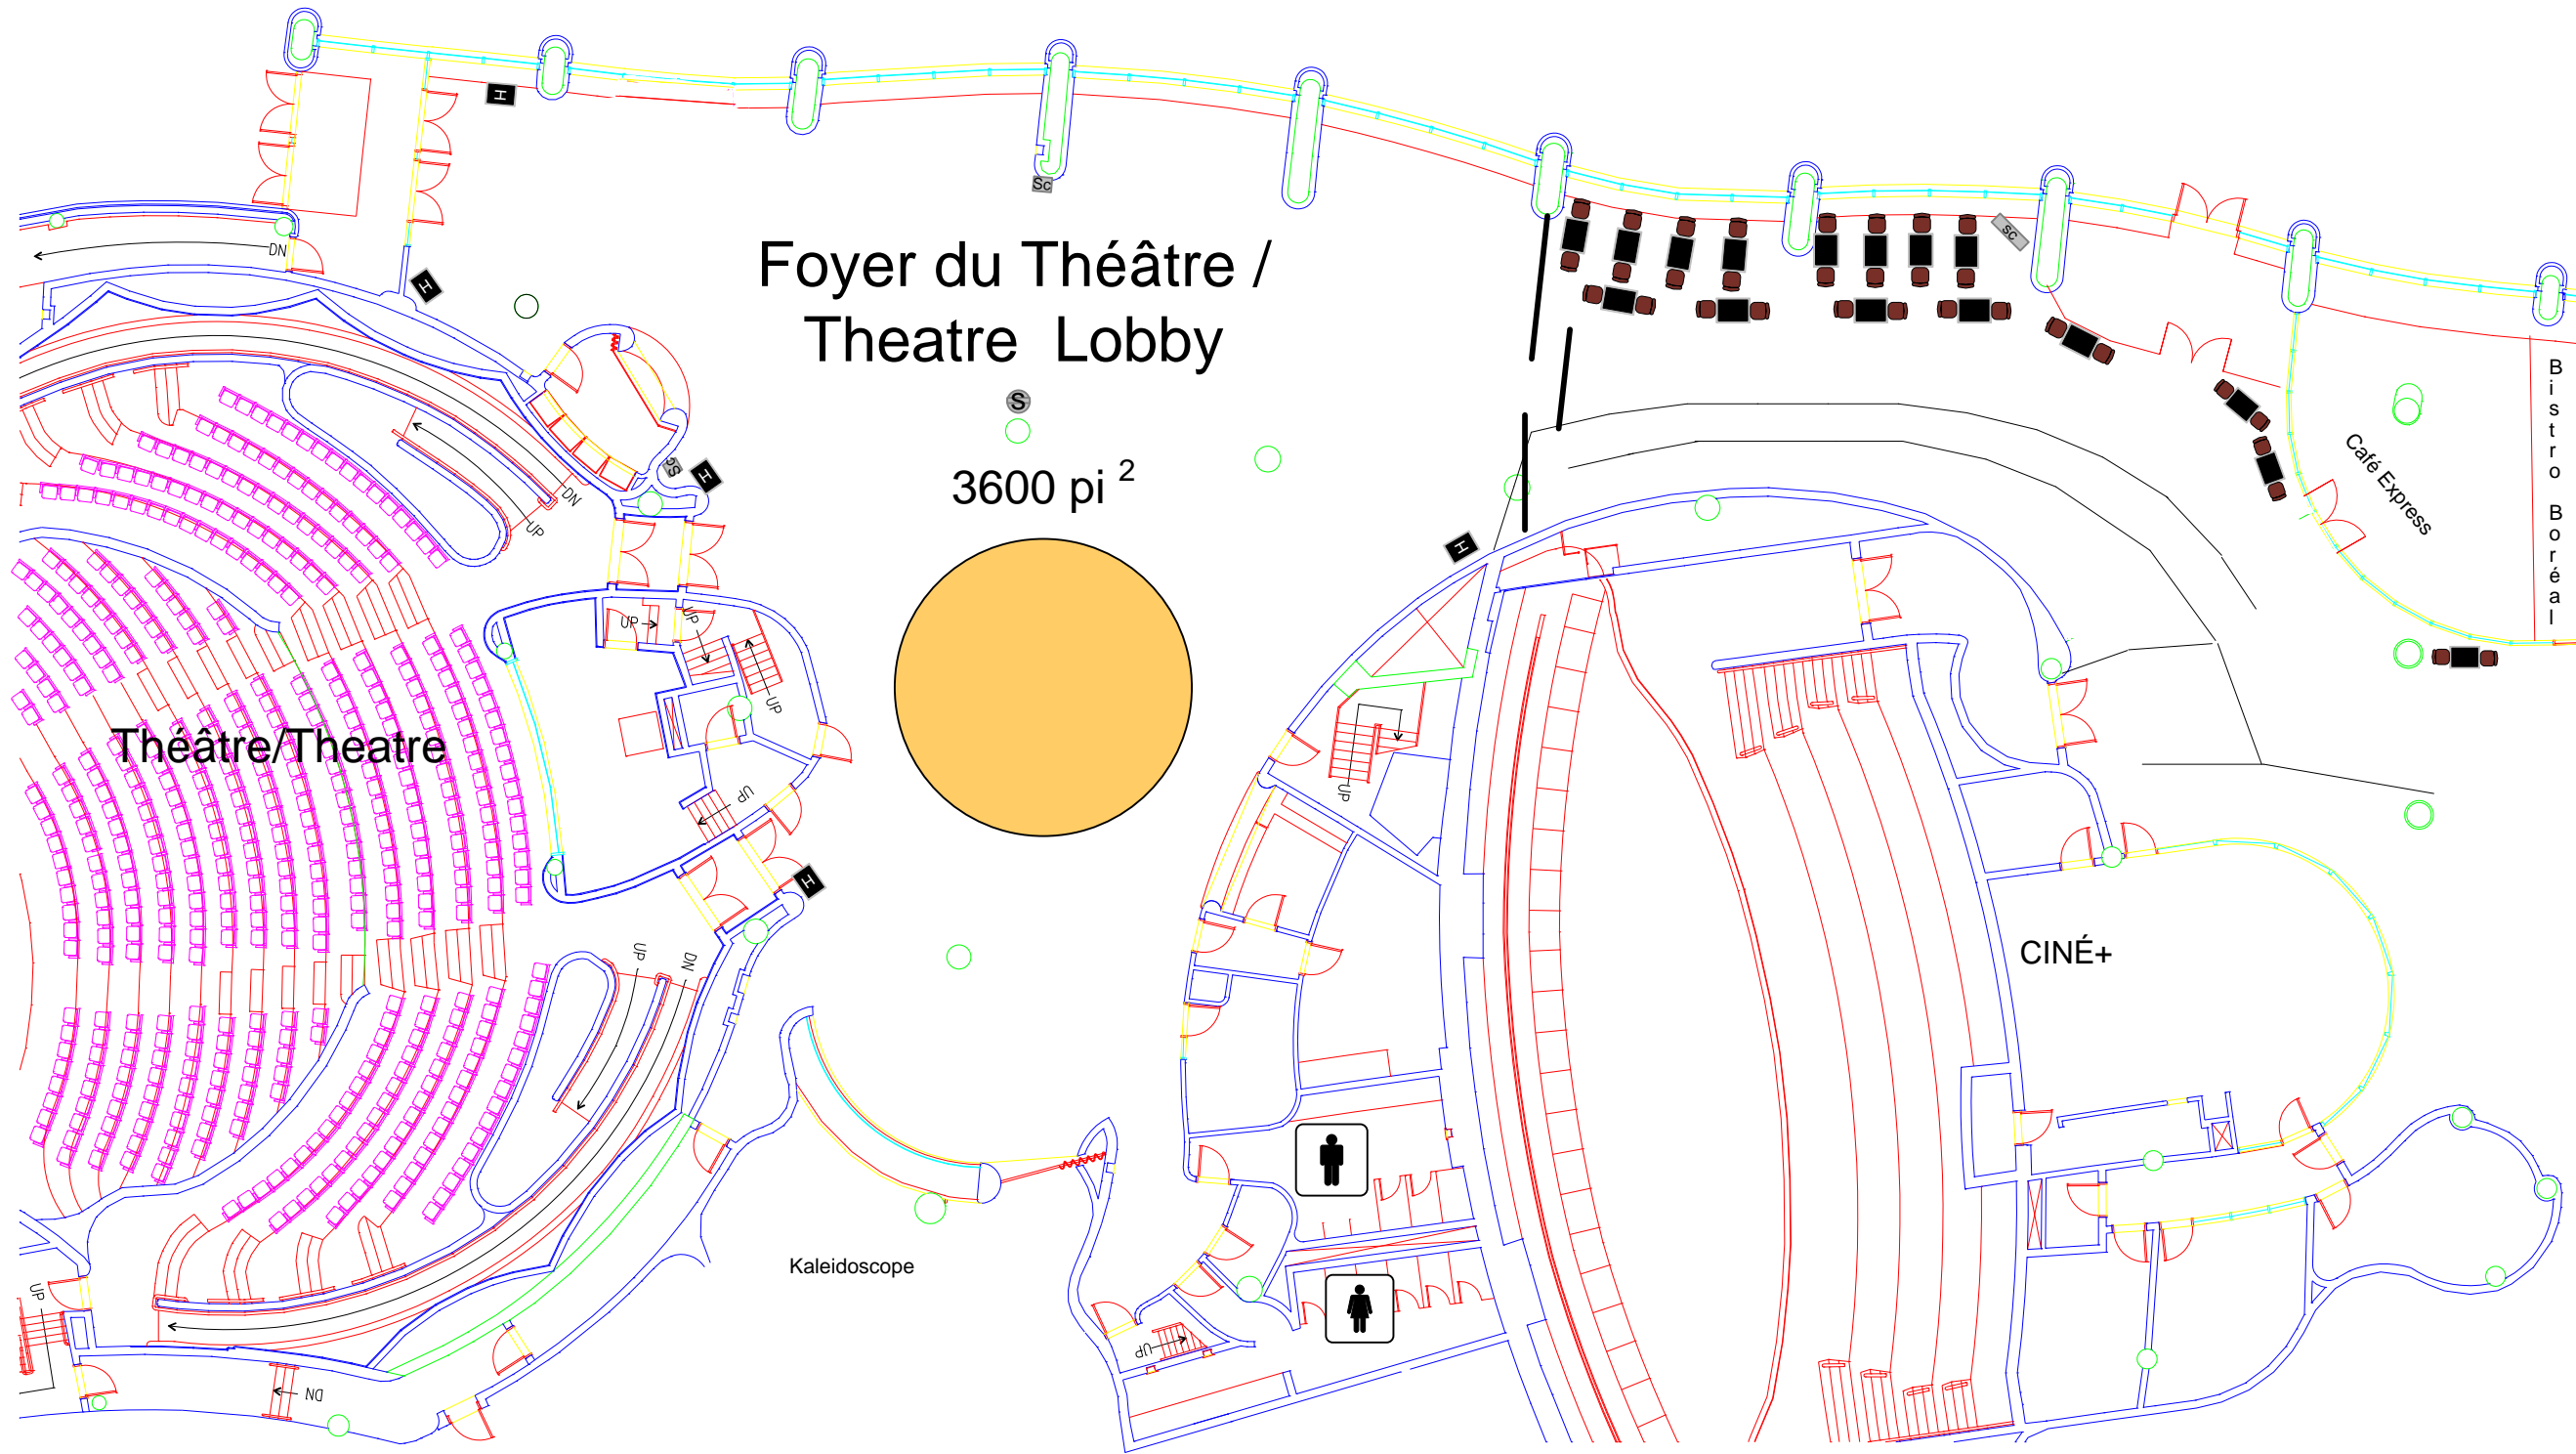 Foyer du Théâtre /
Theatre Lobby
3600 pi 2
Théâtre/Theatre
Kaleidoscope
CINÉ+
Café Express
Bistro Boréal
H
H
H
H
H
Sc
Sc
sc
S
DN
DN
UP
UP
UP
UP
UP
UP
UP
DN
UP
DN
UP